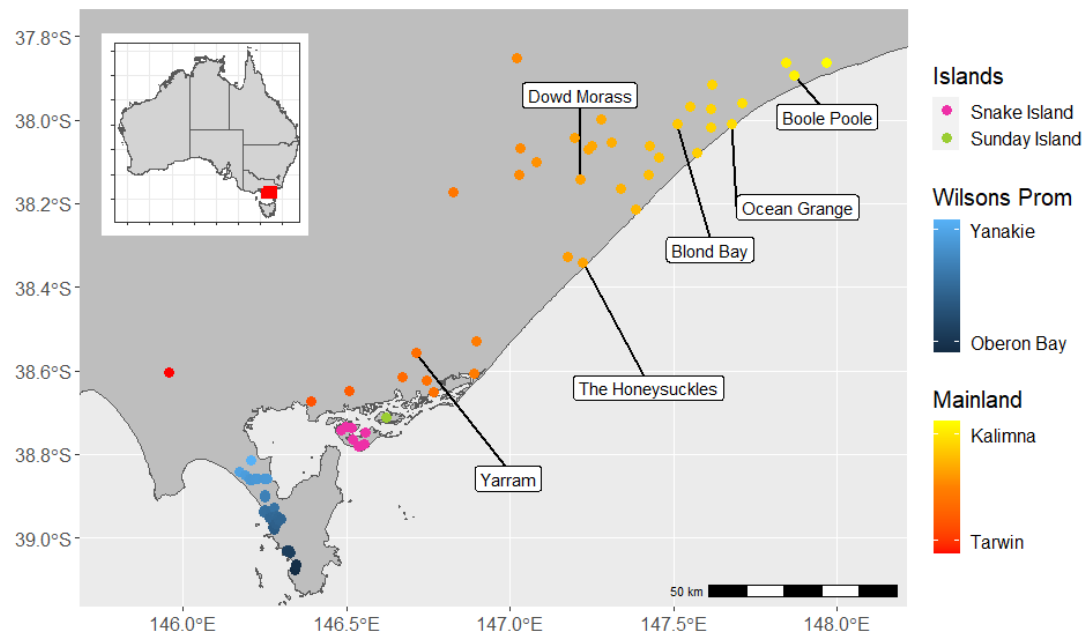 37.8°S
38.0°S
38.2°S
38.4°S
38.6°S
38.8°S
39.0°S
Dowd Morass
Boole Poole
Ocean Grange
Blond Bay
The Honeysuckles
Yarram
50 km
146.0°E
146.5°E
147.0°E
147.5°E
148.0°E
Islands
Snake Island
Sunday Island
Wilsons Prom
Yanakie
Oberon Bay
Mainland
Kalimna
Tarwin